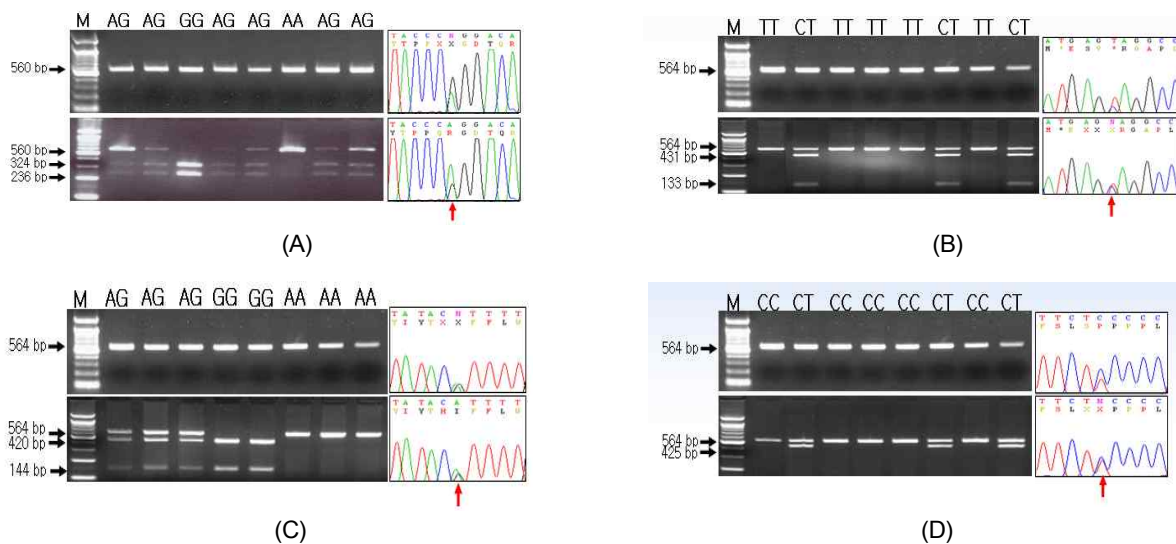 M AG AG GG AG AG AA AG AG
560 bp
T A C C C N G G A C A
560 bp
324 bp
236 bp
T A C C C A G G A C A
(A)
M TT CT TT TT TT CT TT CT
564 bp
A T G A G T A G G C C
564 bp
431 bp
133 bp
A T G A G N A G G C C
(B)
M AG AG AG GG GG AA AA AA
564 bp
T A T A C N T T T T
Y I Y T X X F F L
564 bp
420 bp
144 bp
T A T A C A T T T T
Y I Y T H I F F L
(C)
M CC CT CC CC CC CT CC CT
564 bp
T T C T C C C C C C
F S L S P P P P L
564 bp
425 bp
T T C T N C C C C
F S L X X P P P L
(D)